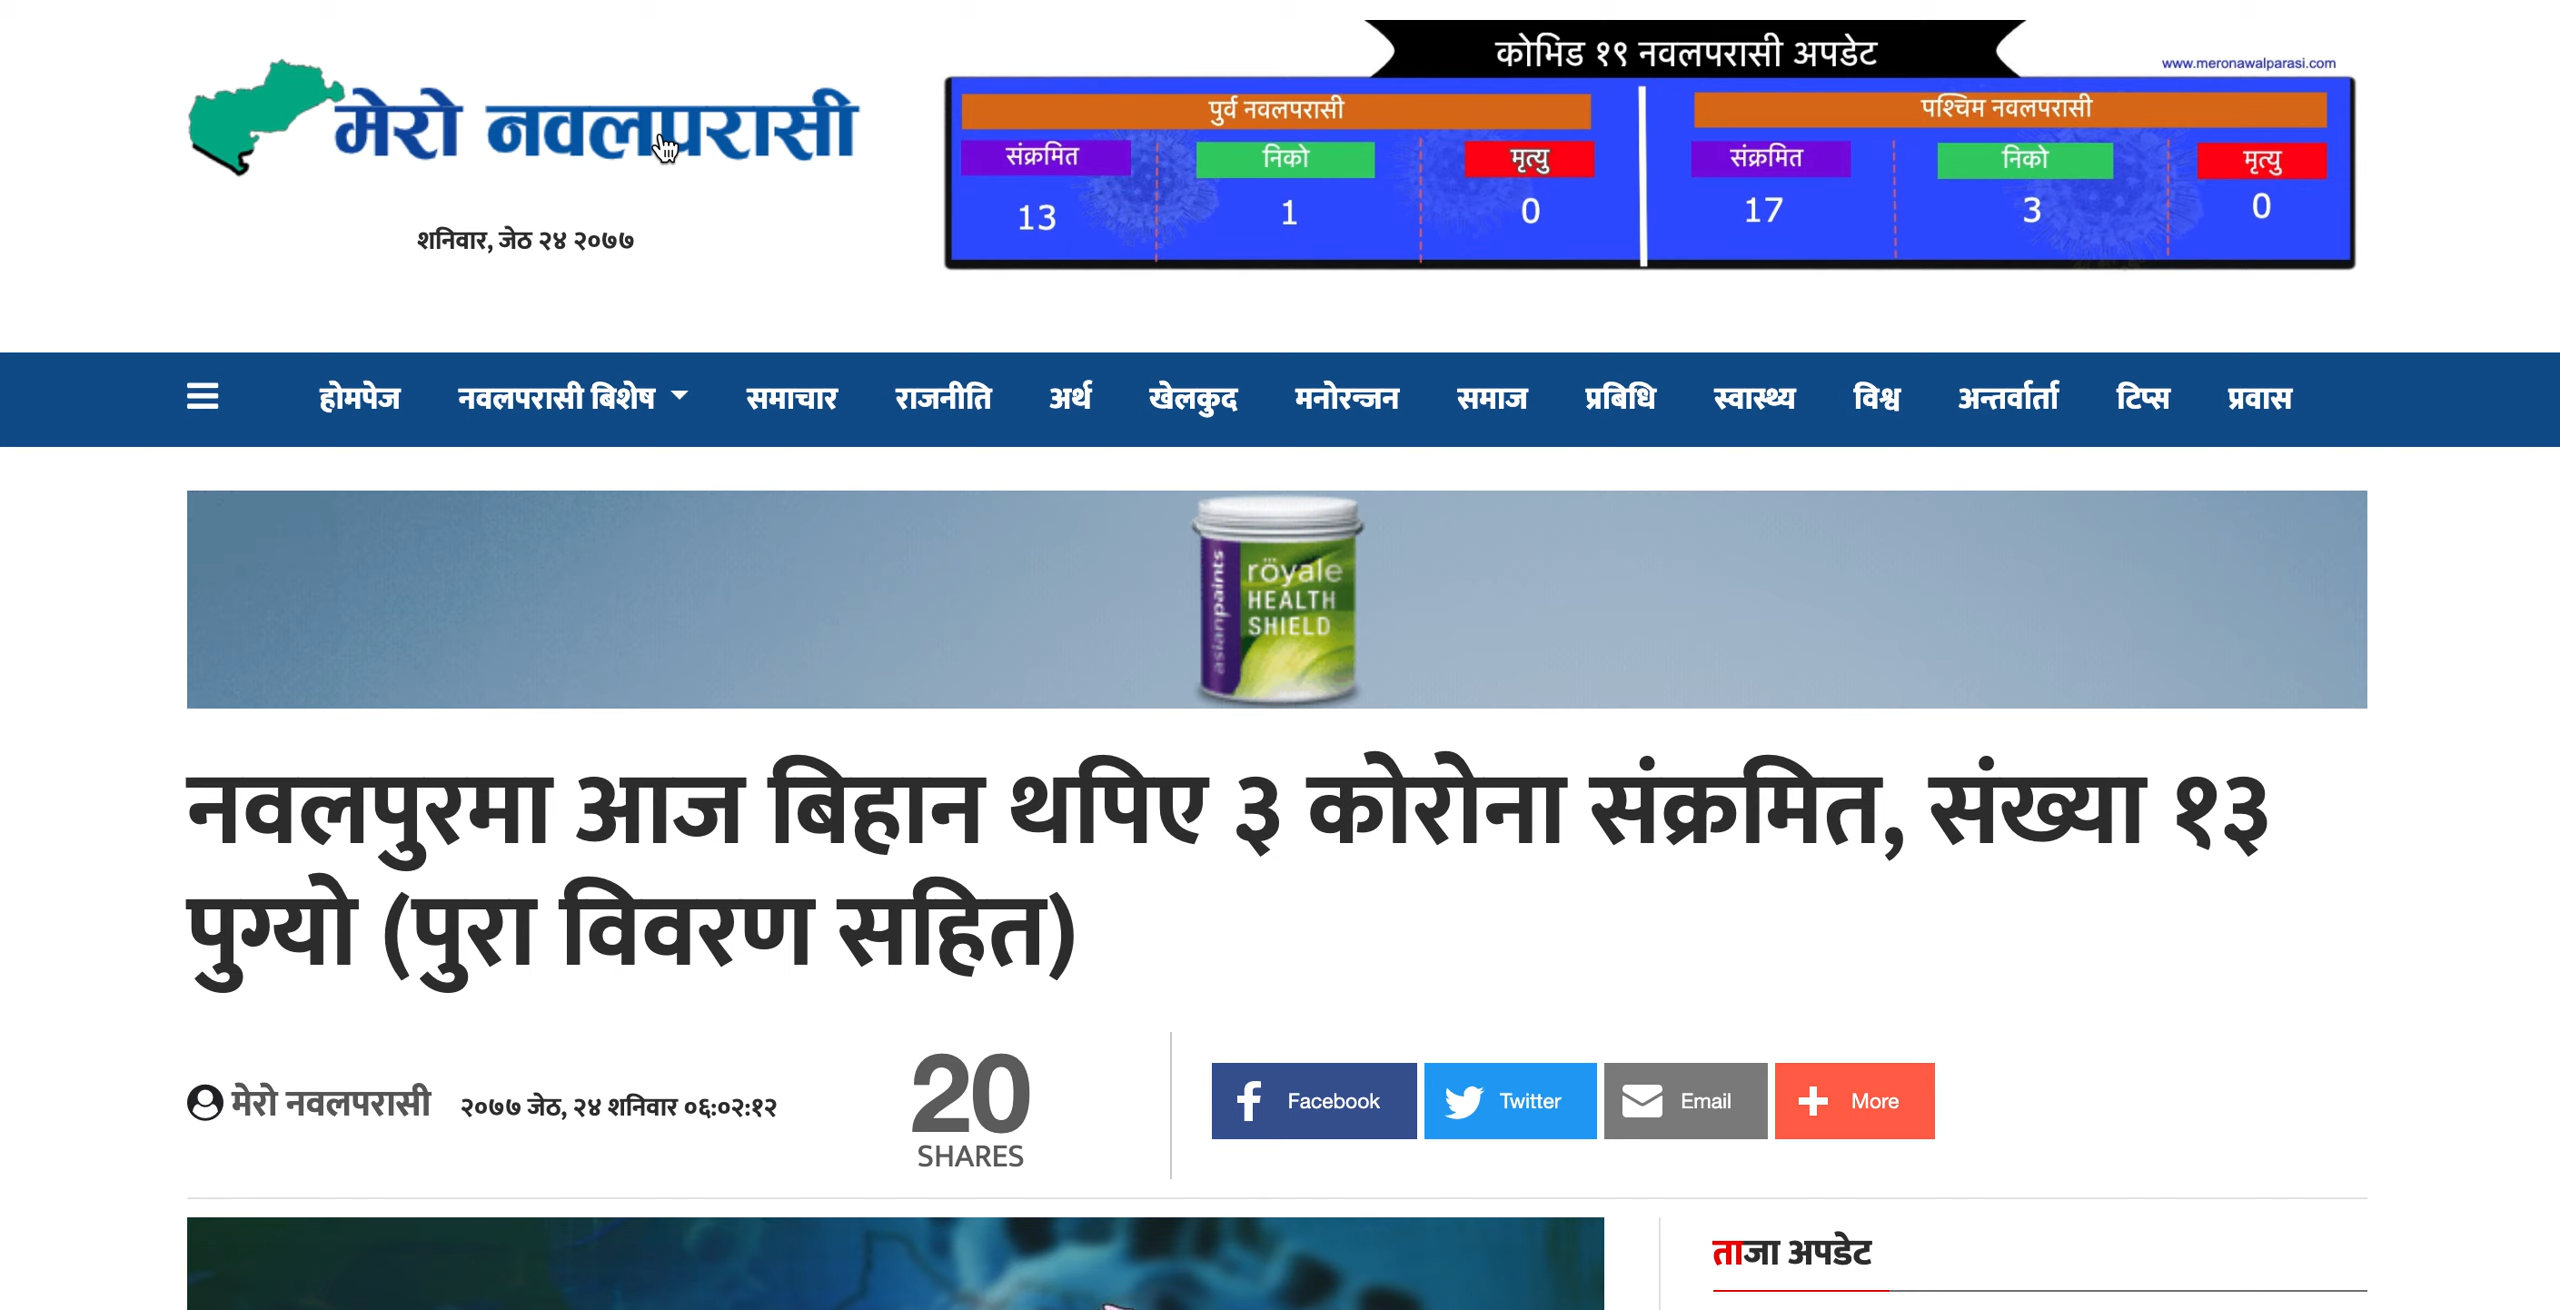 कोभिड १९ नवलपरासी अपडेट
www.meronawalparasi.com
मेरो नवलपरासी
शनिवार, जेठ २४ २०७७
पुर्व नवलपरासी
पश्चिम नवलपरासी
संक्रमित निको मृत्यु संक्रमित निको मृत्यु
13 1 0 17 3 0
होमपेज नवलपरासी बिशेष समाचार राजनीति अर्थ खेलकुद मनोरन्जन समाज प्रबिधि स्वास्थ्य विश्व अन्तर्वार्ता टिप्स प्रवास
asianpaints
röyale
HEALTH
SHIELD
नवलपुरमा आज बिहान थपिए ३ कोरोना संक्रमित, संख्या १३
पुग्यो (पुरा विवरण सहित)
मेरो नवलपरासी २०७७ जेठ, २४ शनिवार ०६:०२:१२
20
SHARES
Facebook Twitter Email More
ताजा अपडेट